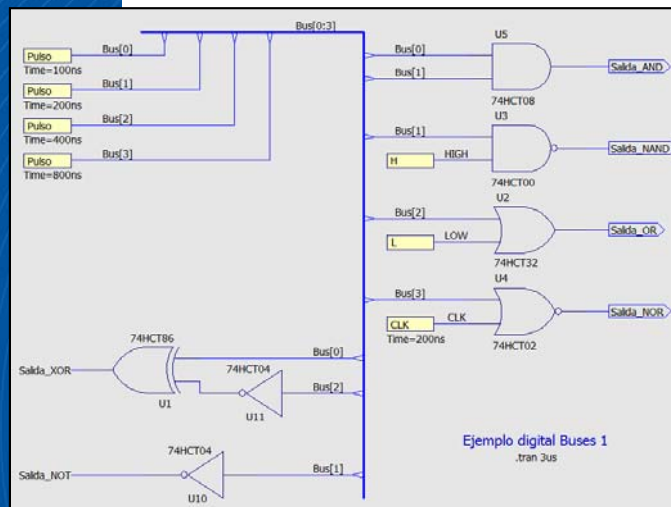 Bus[0:3]
Pulso
Bus[0]
Time=100ns
Pulso
Bus[1]
Time=200ns
Pulso
Bus[2]
Time=400ns
Pulso
Bus[3]
Time=800ns
U5
Bus[0]
Bus[1]
Salida_AND
74HCT08
U3
Bus[1]
H
HIGH
Salida_NAND
74HCT00
U2
Bus[2]
L
LOW
Salida_OR
74HCT32
U4
Bus[3]
CLK
CLK
Time=200ns
Salida_NOR
74HCT02
74HCT86
Bus[0]
Salida_XOR
74HCT04
Bus[2]
U1
U11
74HCT04
Bus[1]
Salida_NOT
U10
Ejemplo digital Buses 1
.tran 3us